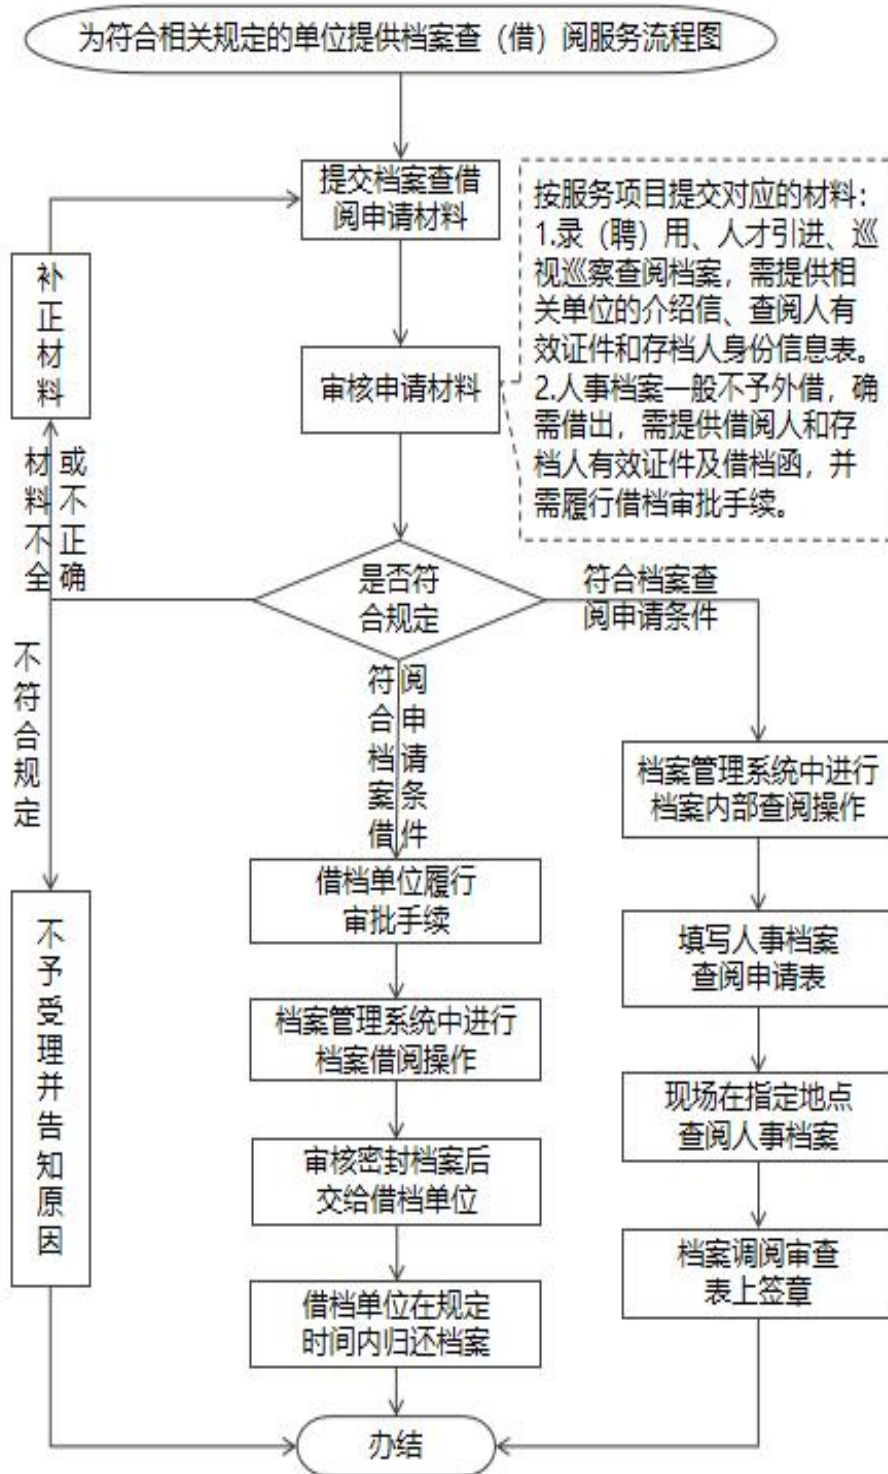 为符合相关规定的单位提供档案查（借）阅服务流程图
提交档案查借
阅申请材料
按服务项目提交对应的材料：
1.录（聘）用、人才引进、巡
视巡察查阅档案，需提供相
关单位的介绍信、查阅人有
效证件和存档人身份信息表。
2.人事档案一般不予外借，确
需借出，需提供借阅人和存
档人有效证件及借档函，并
需履行借档审批手续。
补正材料
审核申请材料
材料不全
或不正确
是否符
合规定
符合档案查
阅申请条件
不符合规定
符合档案借
阅申请条件
档案管理系统中进行
档案内部查阅操作
借档单位履行
审批手续
填写人事档案
查阅申请表
不予受理并告知原因
档案管理系统中进行
档案借阅操作
现场在指定地点
查阅人事档案
审核密封档案后
交给借档单位
档案调阅审查
表上签章
借档单位在规定
时间内归还档案
办结